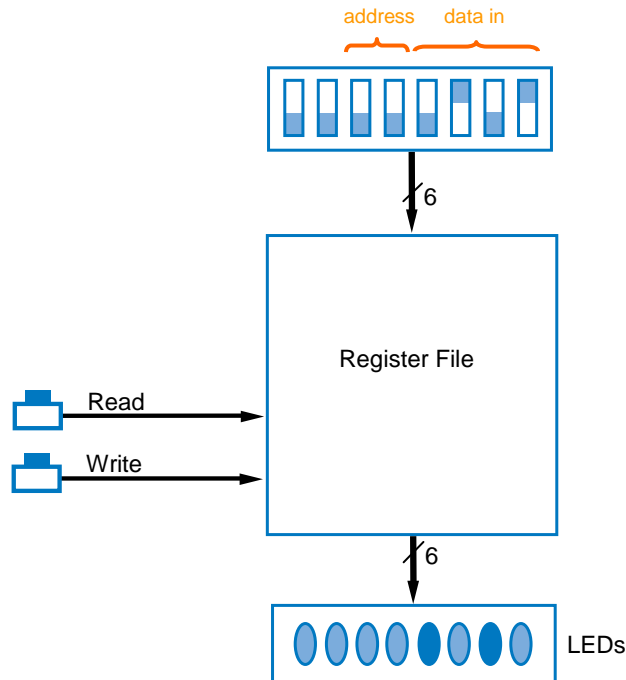 address data in
6
Register File
Read
Write
6
LEDs